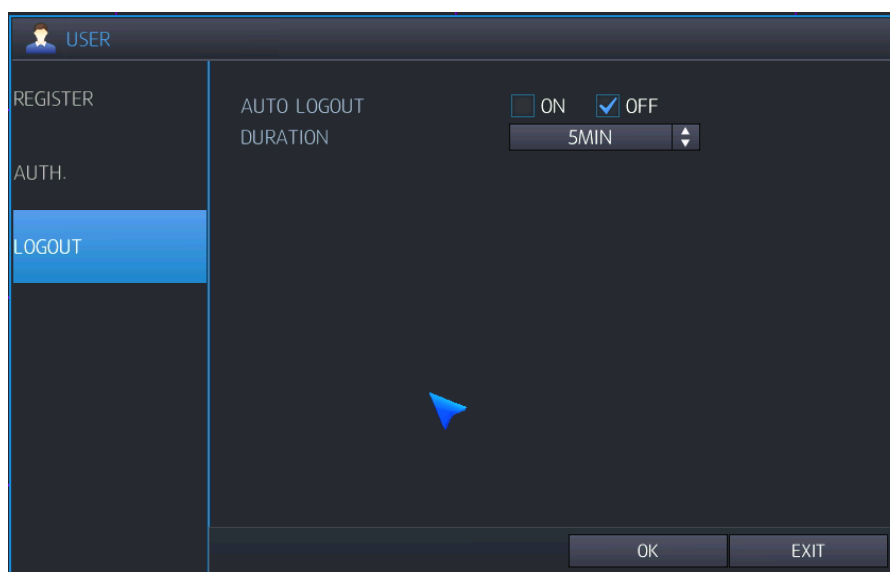 USER
REGISTER
AUTH.
LOGOUT
AUTO LOGOUT ON OFF
DURATION 5MIN
OK EXIT